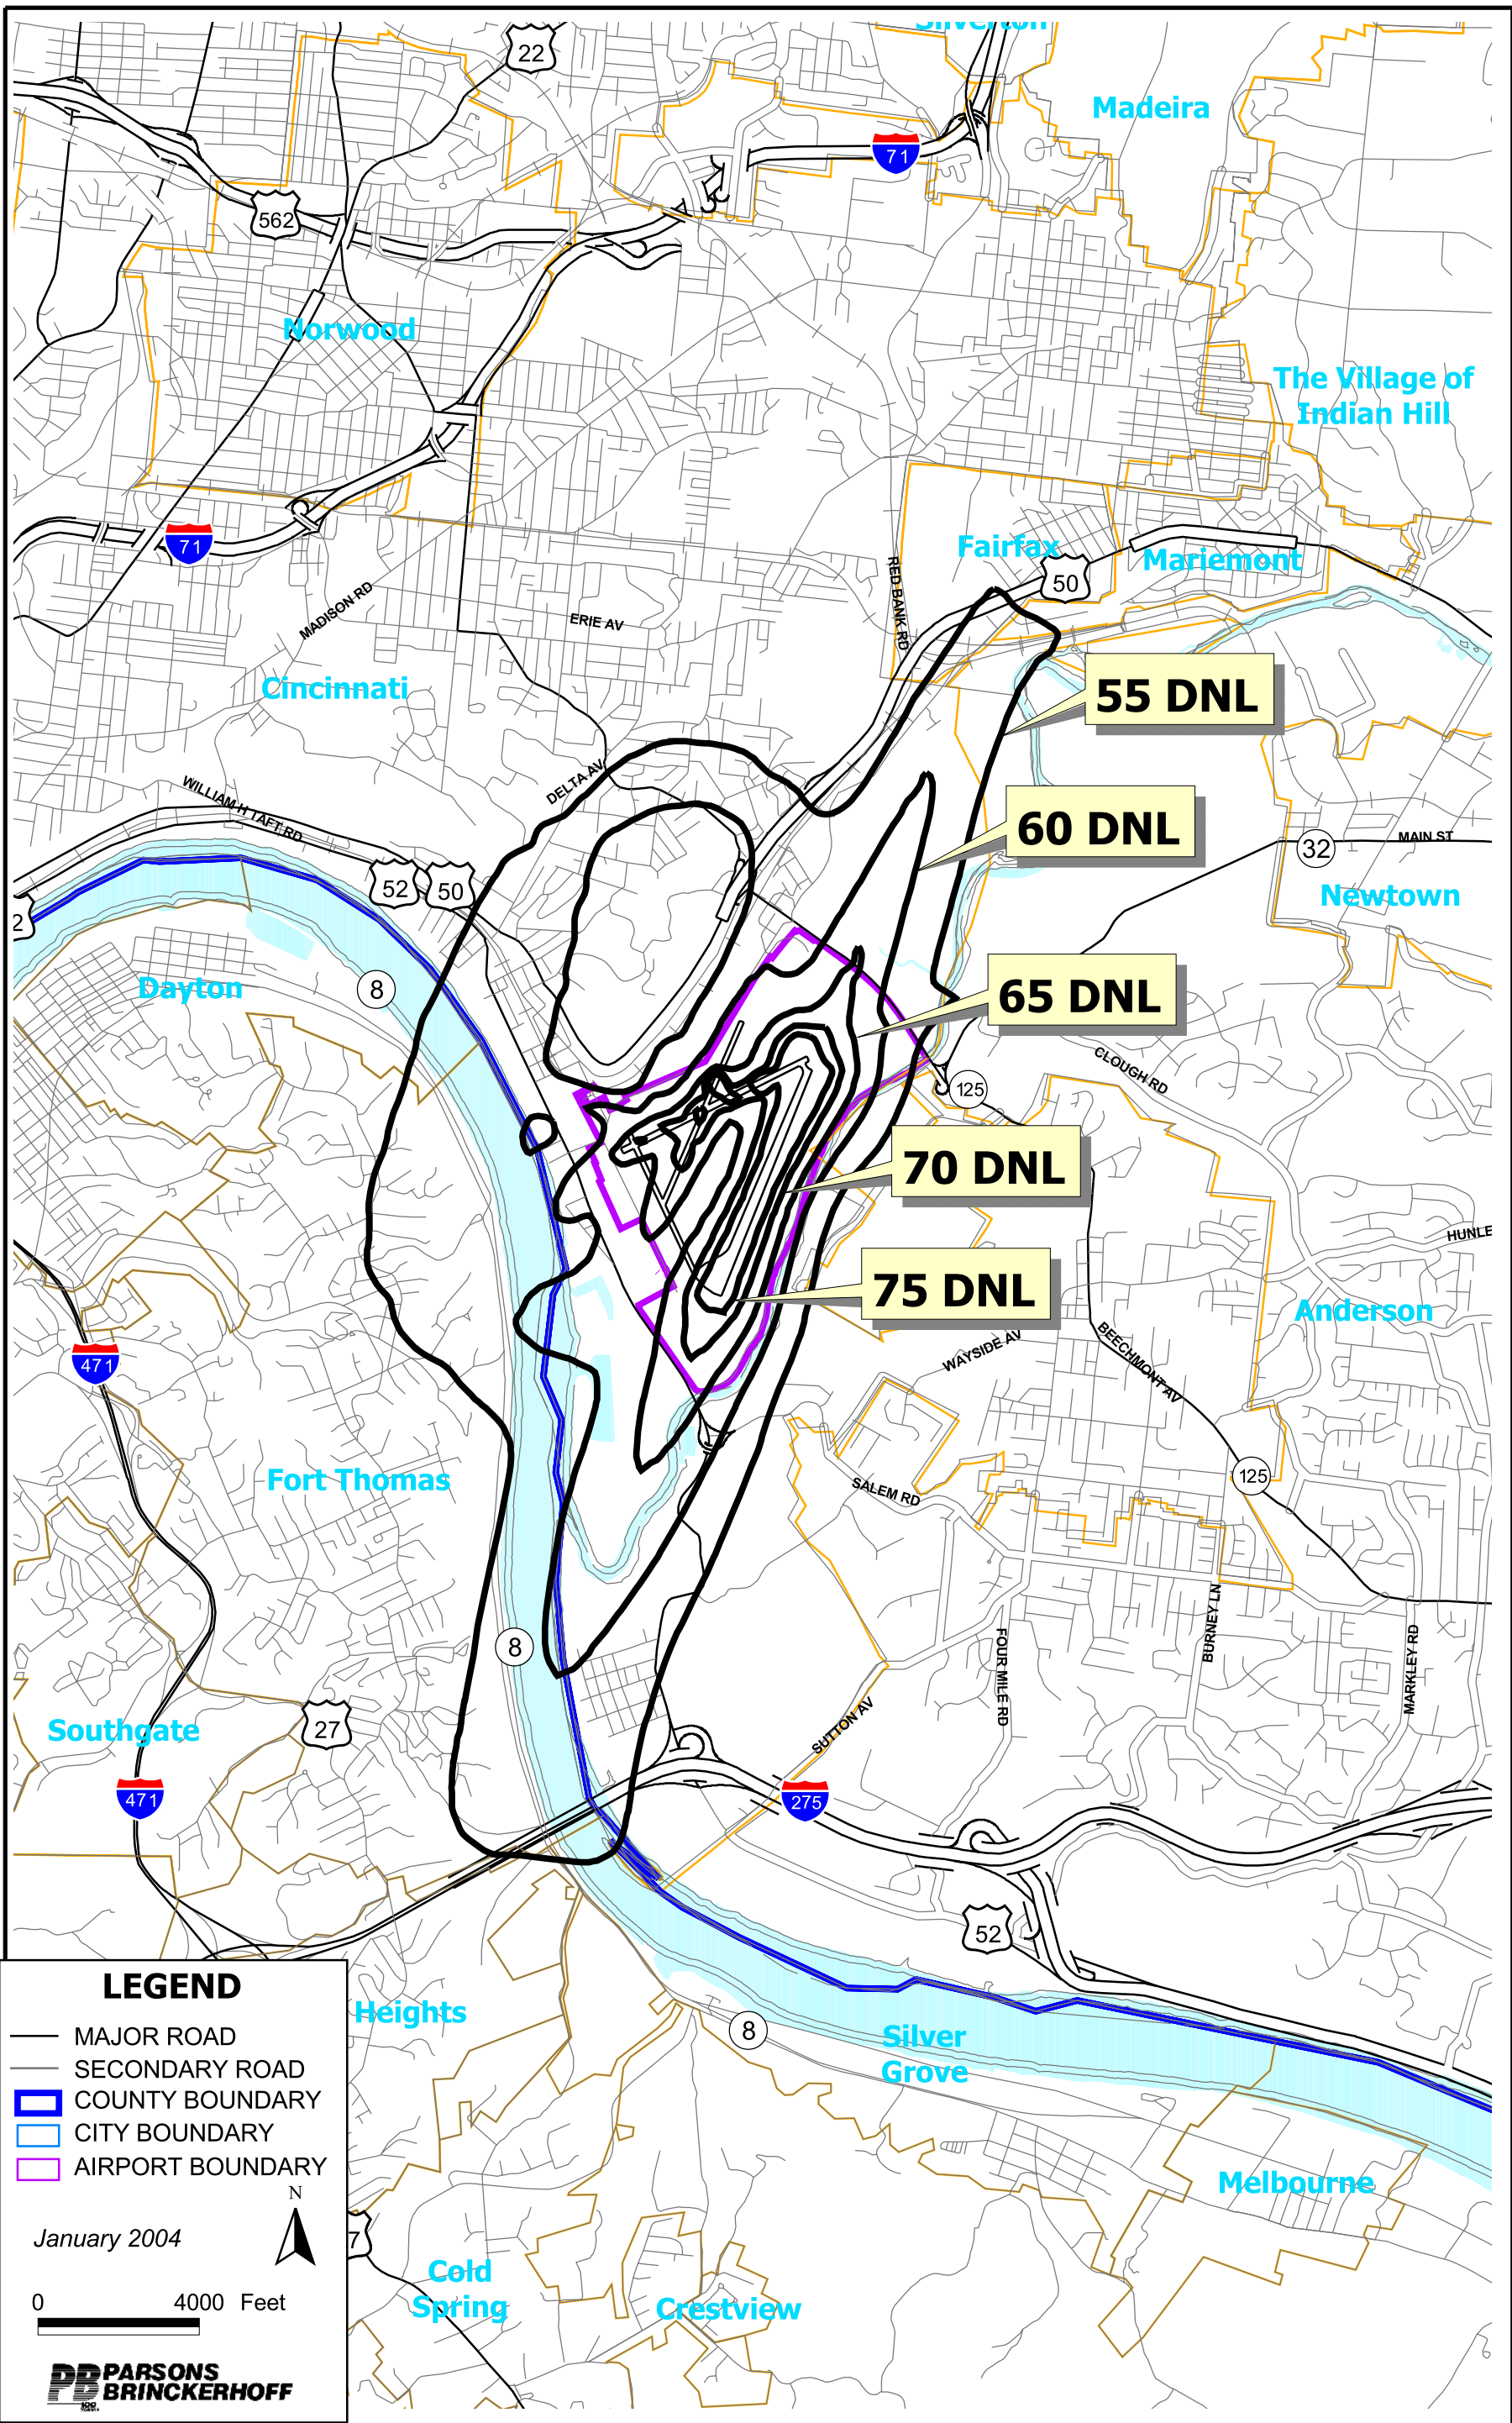 Silverton
22
Madeira
71
562
Norwood
The Village of
Indian Hill
71
Fairfax
Mariemont
50
RED BANK RD
MADISON RD
ERIE AV
Cincinnati
55 DNL
DELTA AV
WILLIAM H TAFT RD
60 DNL
32
MAIN ST
52
50
Newtown
2
Dayton
8
65 DNL
CLOUGH RD
125
70 DNL
HUNLE
75 DNL
Anderson
WAYSIDE AV
BEECHMONT AV
471
Fort Thomas
125
SALEM RD
8
FOUR MILE RD
BURNEY LN
MARKLEY RD
Southgate
27
SUTTON AV
471
275
52
LEGEND
MAJOR ROAD
SECONDARY ROAD
COUNTY BOUNDARY
CITY BOUNDARY
AIRPORT BOUNDARY
N
January 2004
0 4000 Feet
PB PARSONS
BRINCKERHOFF
100
Heights
8
Silver
Grove
Melbourne
7
Cold
Spring
Crestview